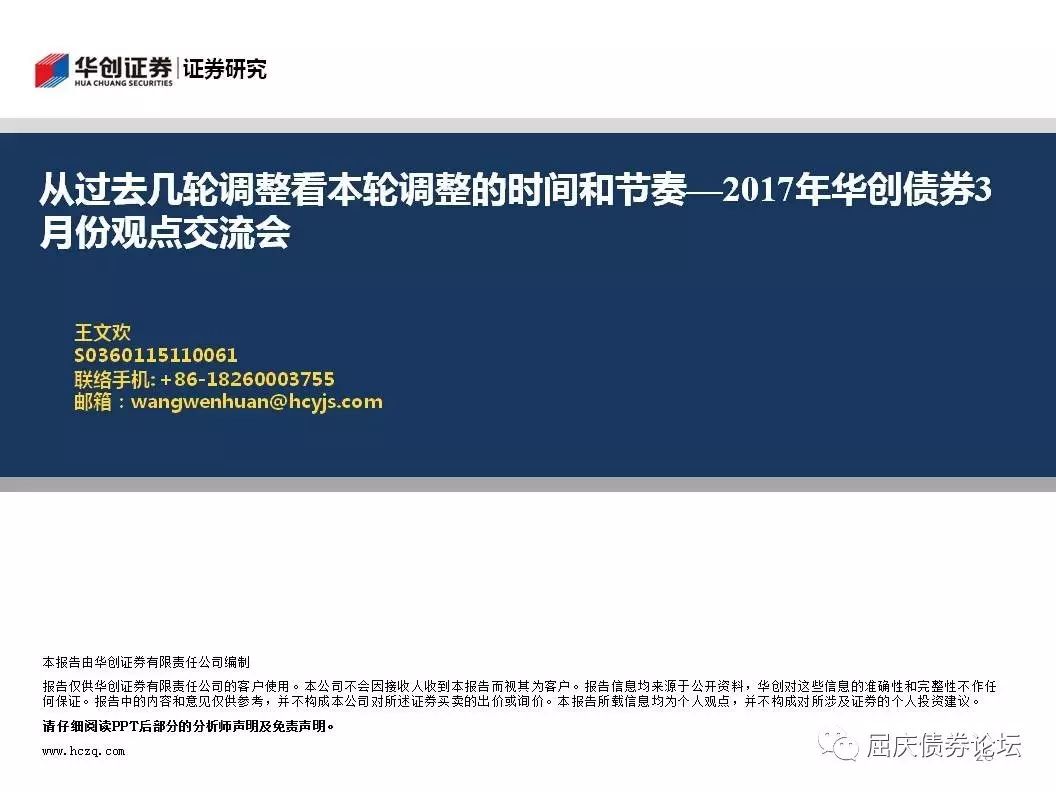 华创证券 证券研究
HUA CHUANG SECURITIES
从过去几轮调整看本轮调整的时间和节奏—2017年华创债券3
月份观点交流会
王文欢
S0360115110061
联络手机: +86-18260003755
邮箱：wangwenhuan@hcyjs.com
本报告由华创证券有限责任公司编制
报告仅供华创证券有限责任公司的客户使用。本公司不会因接收人收到本报告而视其为客户。报告信息均来源于公开资料，华创对这些信息的准确性和完整性不作任
何保证。报告中的内容和意见仅供参考，并不构成本公司对所述证券买卖的出价或询价。本报告所载信息均为个人观点，并不构成对所涉及证券的个人投资建议。
请仔细阅读PPT后部分的分析师声明及免责声明。
www.hczq.com
屈庆债券论坛